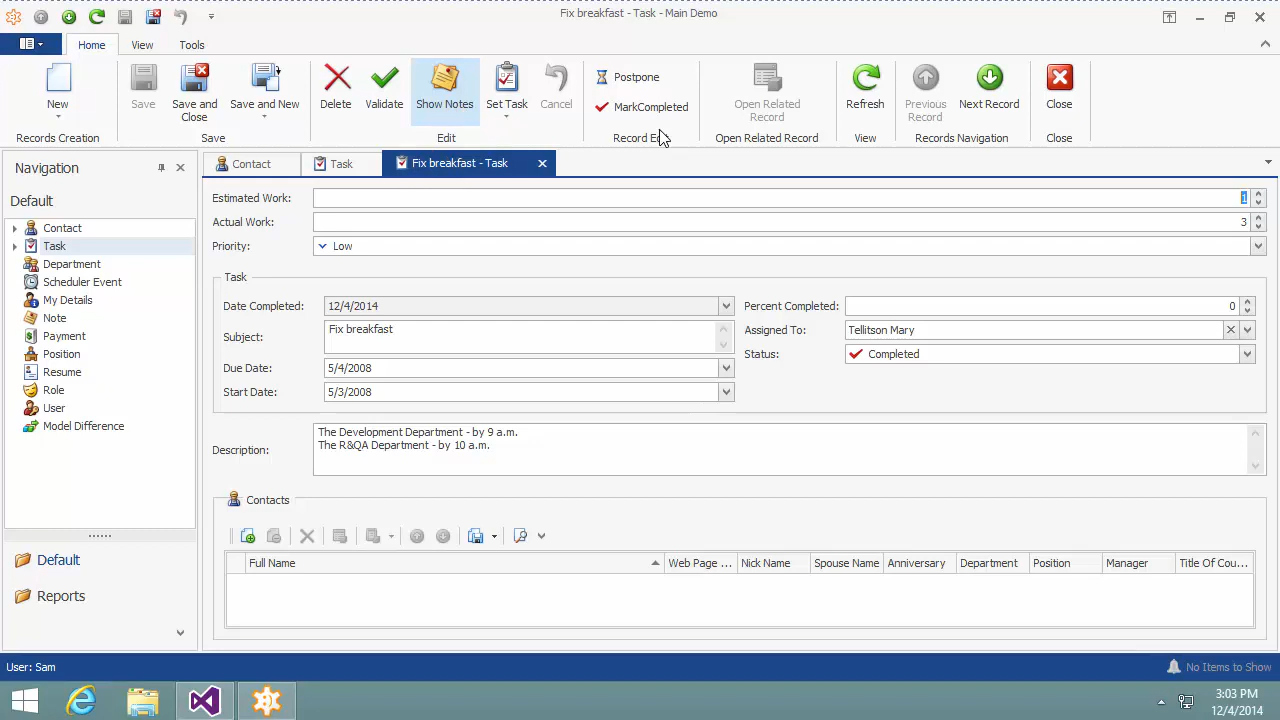 Fix breakfast - Task - Main Demo
Home
View
Tools
New
Save
Save and Close
Save and New
Delete
Validate
Show Notes
Set Task
Cancel
Postpone
MarkCompleted
Open Related Record
Refresh
Previous Record
Next Record
Close
Records Creation
Save
Edit
Open Related Record
View
Records Navigation
Close
Navigation
Default
Contact
Task
Department
Scheduler Event
My Details
Note
Payment
Position
Resume
Role
User
Model Difference
Default
Reports
Contact
Task
Fix breakfast - Task
Estimated Work:
1
Actual Work:
3
Priority:
Low
Task
Date Completed:
12/4/2014
Percent Completed:
0
Subject:
Fix breakfast
Assigned To:
Tellitson Mary
Status:
Completed
Due Date:
5/4/2008
Start Date:
5/3/2008
Description:
The Development Department - by 9 a.m.
The R&QA Department - by 10 a.m.
Contacts
Full Name
Web Page ...
Nick Name
Spouse Name
Anniversary
Department
Position
Manager
Title Of Cou...
User: Sam
No Items to Show
3:03 PM
12/4/2014